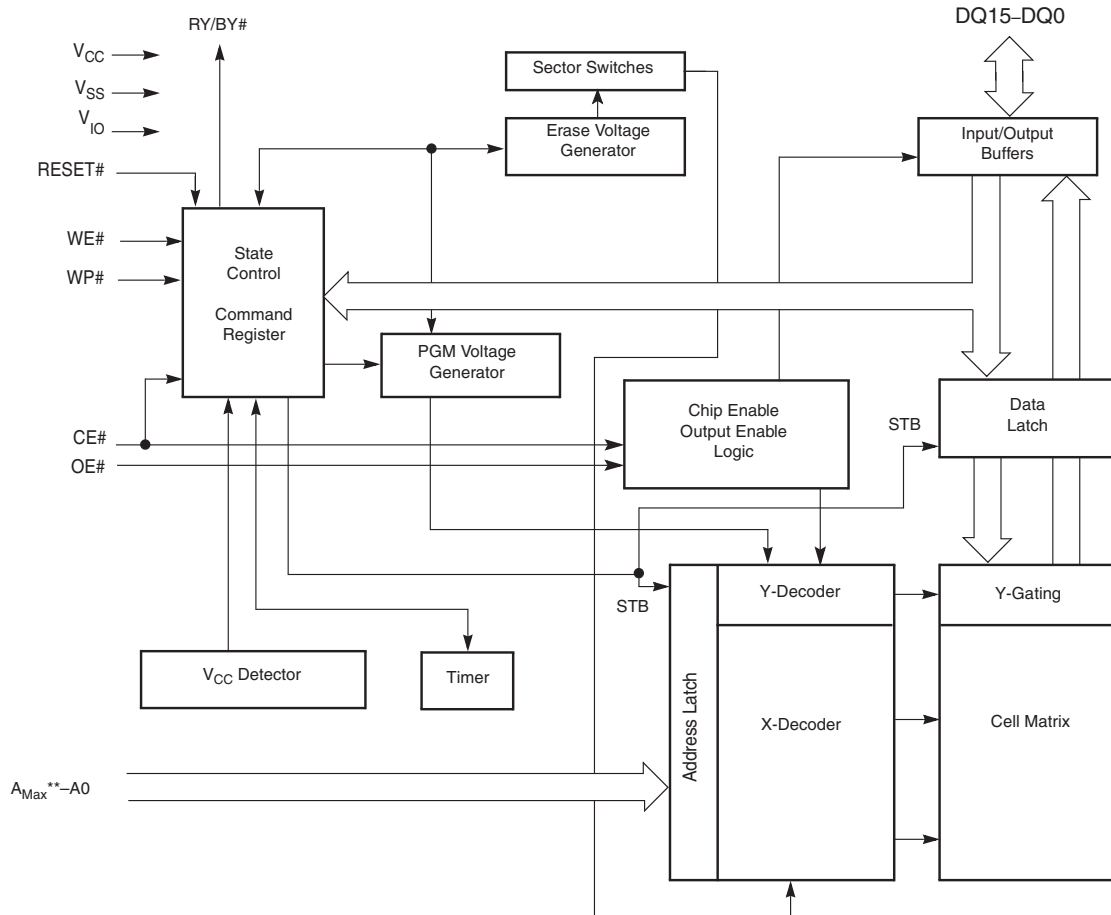 RY/BY#
DQ15–DQ0
VCC
VSS
VIO
RESET#
WE#
WP#
CE#
OE#
Sector Switches
Erase Voltage
Generator
Input/Output
Buffers
State
Control
Command
Register
PGM Voltage
Generator
Chip Enable
Output Enable
Logic
STB
Data
Latch
STB
Y-Decoder
Y-Gating
VCC Detector
Timer
Address Latch
X-Decoder
Cell Matrix
AMax**–A0